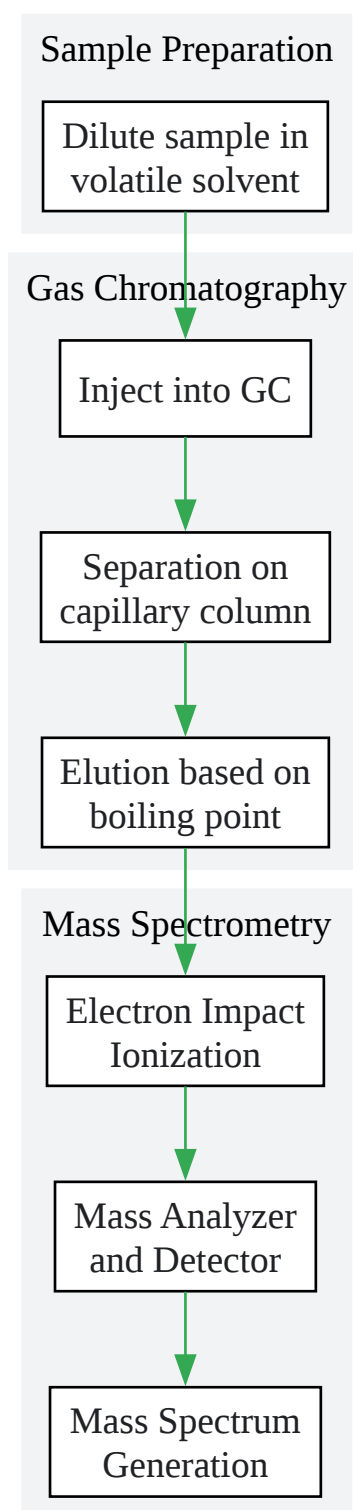 Sample Preparation
Dilute sample in
volatile solvent
Gas Chromatography
Inject into GC
Separation on
capillary column
Elution based on
boiling point
Mass Spectrometry
Electron Impact
Ionization
Mass Analyzer
and Detector
Mass Spectrum
Generation